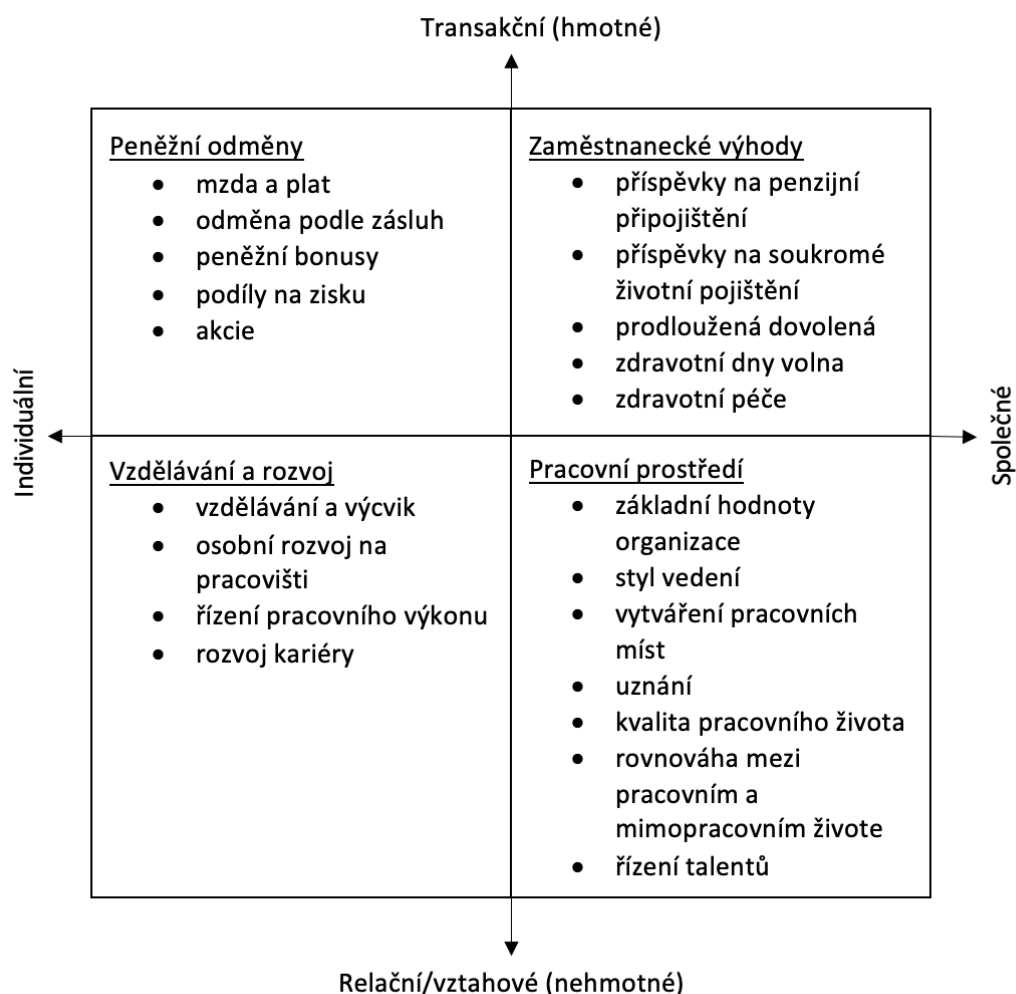 Transakční (hmotné)
Peněžní odměny
• mzda a plat
• odměna podle zásluh
• peněžní bonusy
• podíly na zisku
• akcie
Zaměstnanecké výhody
• příspěvky na penzijní
připojištění
• příspěvky na soukromé
životní pojištění
• prodloužená dovolená
• zdravotní dny volna
• zdravotní péče
Individuální
Společné
Vzdělávání a rozvoj
• vzdělávání a výcvik
• osobní rozvoj na
pracovišti
• řízení pracovního výkonu
• rozvoj kariéry
Pracovní prostředí
• základní hodnoty
organizace
• styl vedení
• vytváření pracovních
míst
• uznání
• kvalita pracovního života
• rovnováha mezi
pracovním a
mimopracovním živote
• řízení talentů
Relační/vztahové (nehmotné)